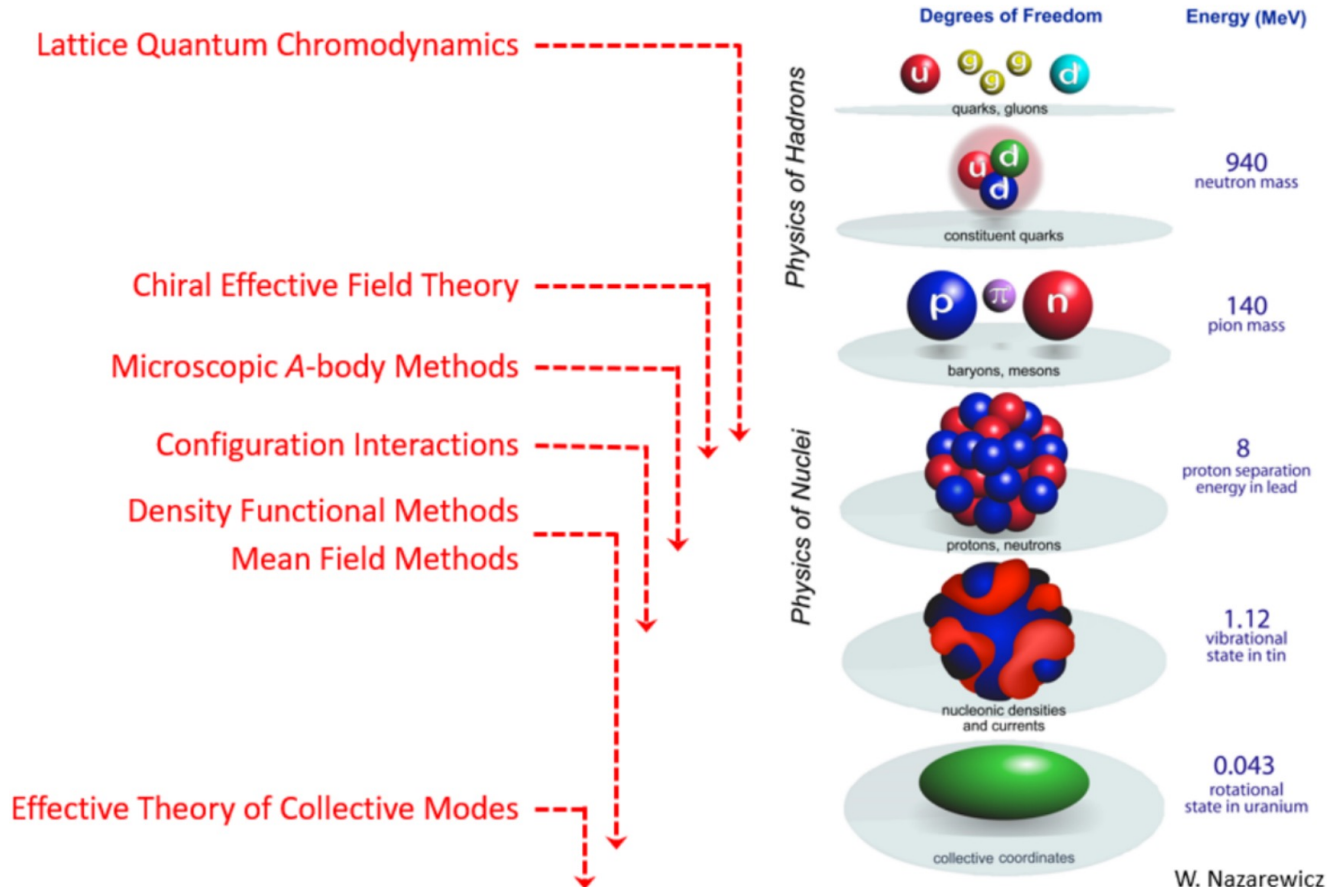 Degrees of Freedom
Energy (MeV)
Lattice Quantum Chromodynamics
Physics of Hadrons
u g g g d
quarks, gluons
u d d
constituent quarks
940
neutron mass
Chiral Effective Field Theory
p π n
baryons, mesons
140
pion mass
Microscopic A-body Methods
Configuration Interactions
Density Functional Methods
Mean Field Methods
Physics of Nuclei
protons, neutrons
8
proton separation
energy in lead
nucleonic densities
and currents
1.12
vibrational
state in tin
Effective Theory of Collective Modes
collective coordinates
0.043
rotational
state in uranium
W. Nazarewicz